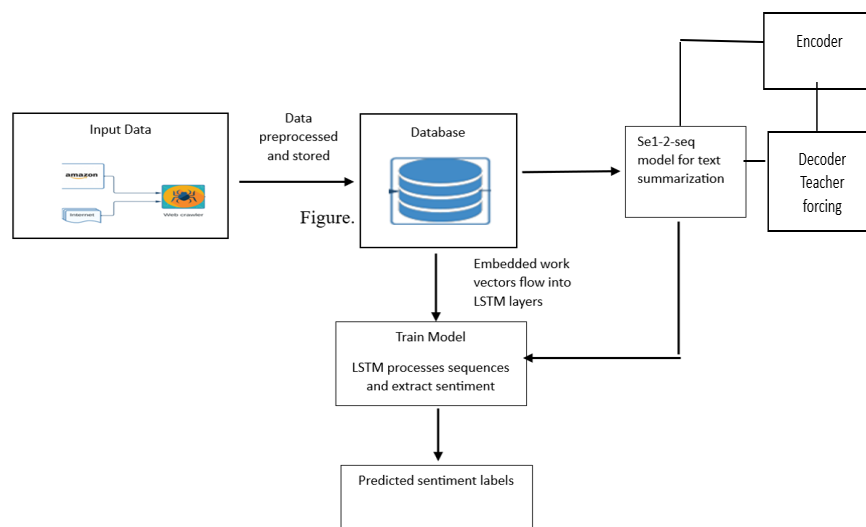 Input Data
amazon
Internet
Web crawler
Data
preprocessed
and stored
Figure.
Database
Se1-2-seq
model for text
summarization
Encoder
Decoder
Teacher
forcing
Embedded work
vectors flow into
LSTM layers
Train Model
LSTM processes sequences
and extract sentiment
Predicted sentiment labels